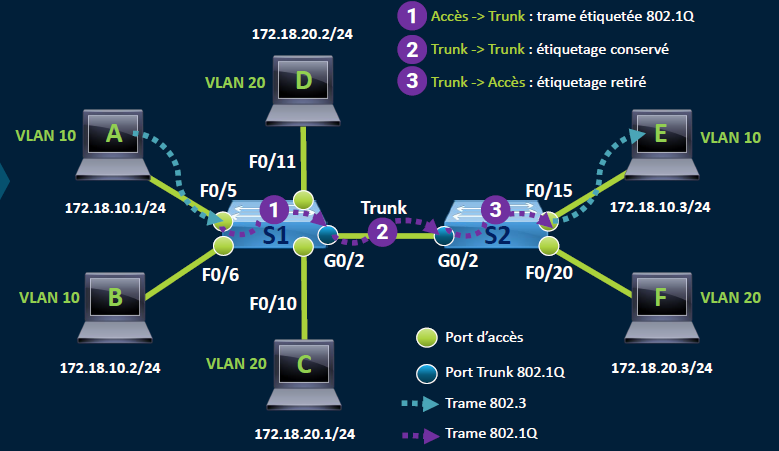 1 Accès -> Trunk : trame étiquetée 802.1Q
2 Trunk -> Trunk : étiquetage conservé
3 Trunk -> Accès : étiquetage retiré
172.18.20.2/24
VLAN 20
D
VLAN 10
A
172.18.10.1/24
F0/11
F0/5
1
S1
F0/6
G0/2
Trunk
2
G0/2
3
S2
F0/15
F0/20
E
VLAN 10
172.18.10.3/24
VLAN 10
B
172.18.10.2/24
F0/10
VLAN 20
C
172.18.20.1/24
F
VLAN 20
172.18.20.3/24
Port d'accès
Port Trunk 802.1Q
Trame 802.3
Trame 802.1Q